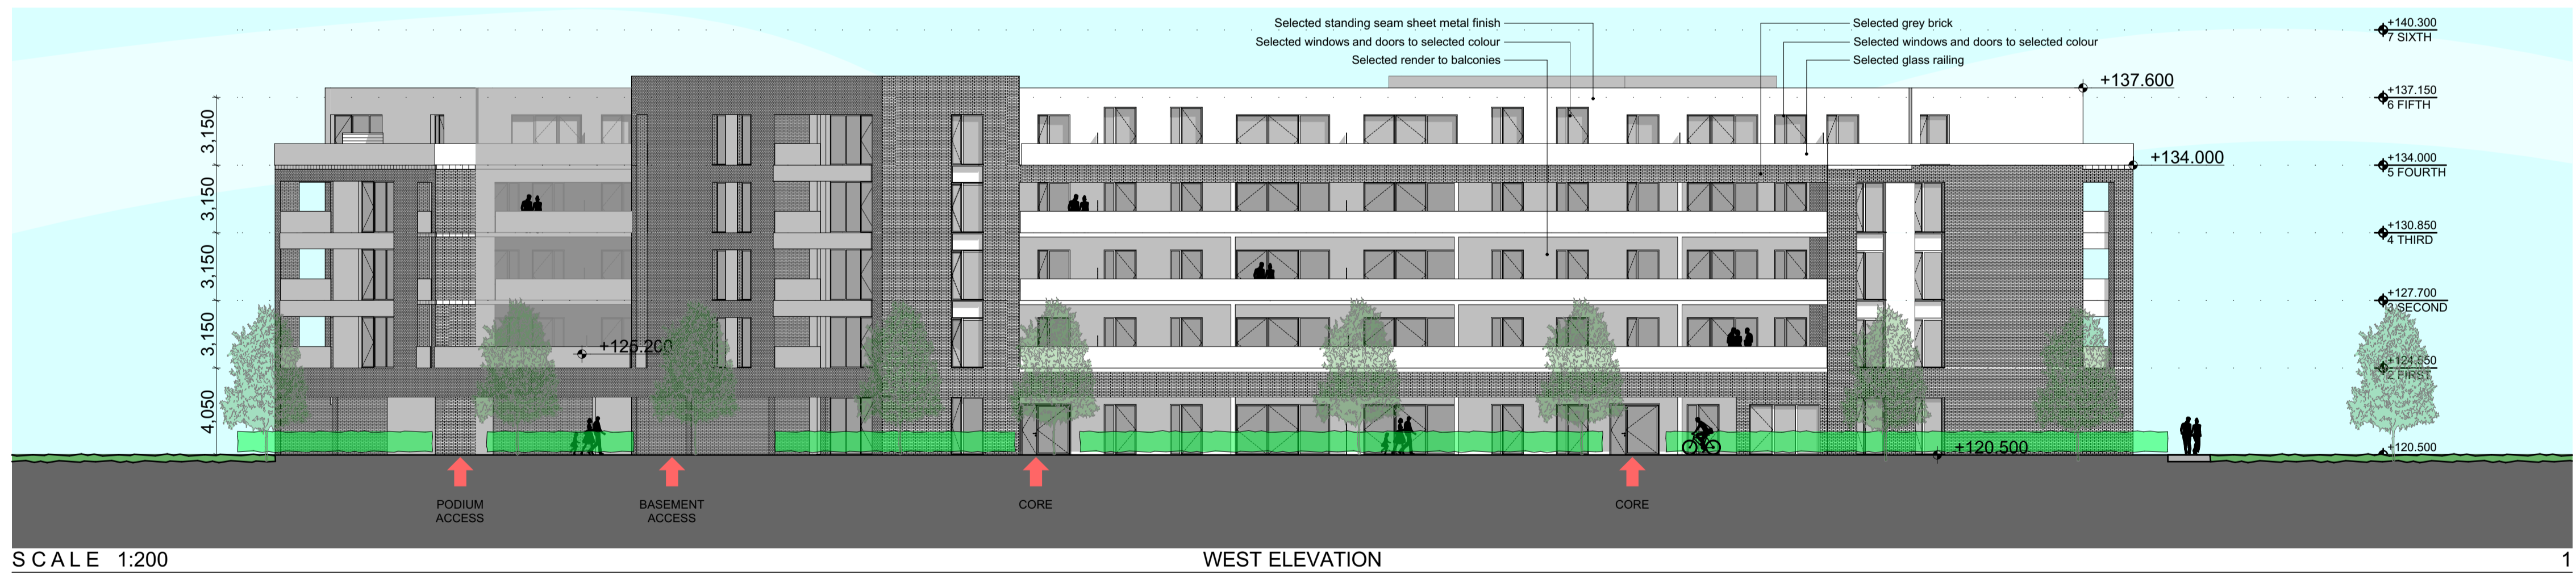 Selected standing seam sheet metal finish
Selected windows and doors to selected colour
Selected render to balconies
Selected grey brick
Selected windows and doors to selected colour
Selected glass railing
+140.300
7 SIXTH
+137.600
+137.150
6 FIFTH
+134.000
+134.000
5 FOURTH
+130.850
4 THIRD
+127.700
3 SECOND
+125.200
+124.550
2 FIRST
+120.500
+120.500
3,150
3,150
3,150
3,150
4,050
PODIUM
ACCESS
BASEMENT
ACCESS
CORE
CORE
SCALE 1:200
WEST ELEVATION
1